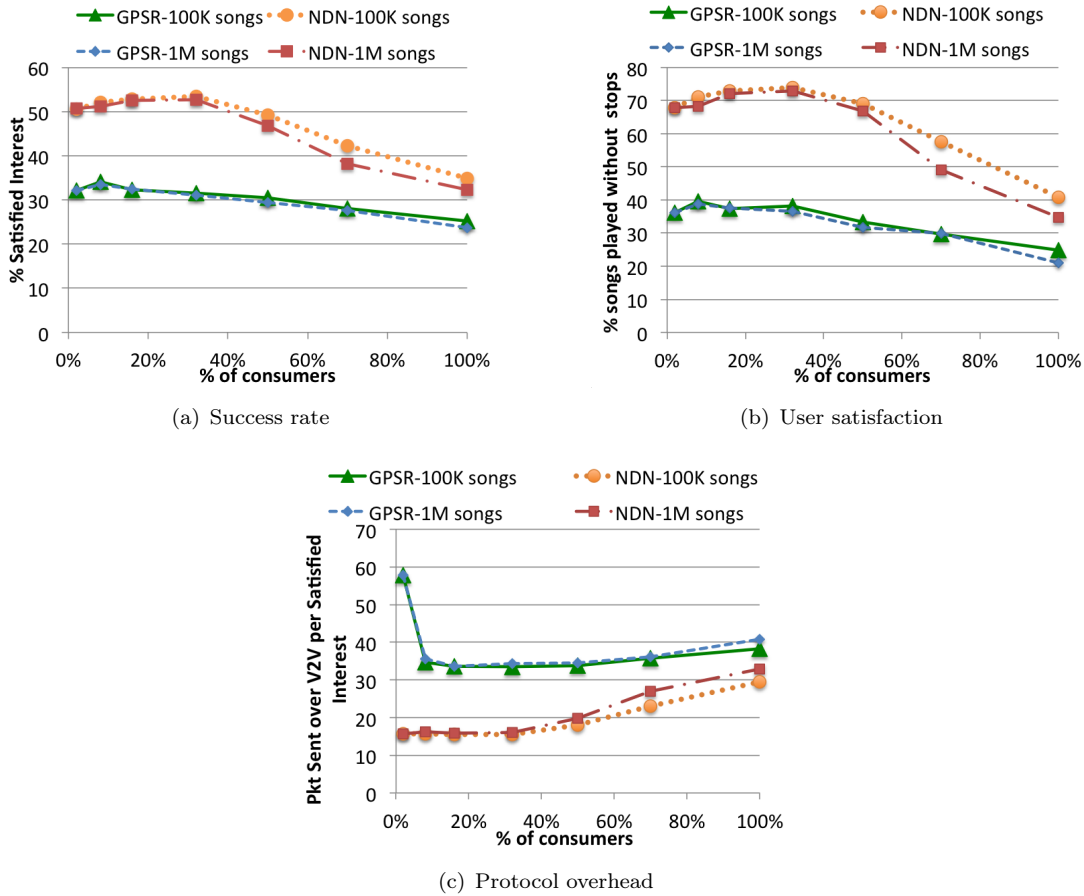 GPSR-100K songs NDN-100K songs
GPSR-1M songs NDN-1M songs
% Satisfied Interest
60
50
40
30
20
10
0
0% 20% 40% 60% 80% 100%
% of consumers
(a) Success rate
GPSR-100K songs NDN-100K songs
GPSR-1M songs NDN-1M songs
% songs played without stops
80
70
60
50
40
30
20
10
0
0% 20% 40% 60% 80% 100%
% of consumers
(b) User satisfaction
GPSR-100K songs NDN-100K songs
GPSR-1M songs NDN-1M songs
Pkt Sent over V2V per Satisfied
Interest
70
60
50
40
30
20
10
0
0% 20% 40% 60% 80% 100%
% of consumers
(c) Protocol overhead